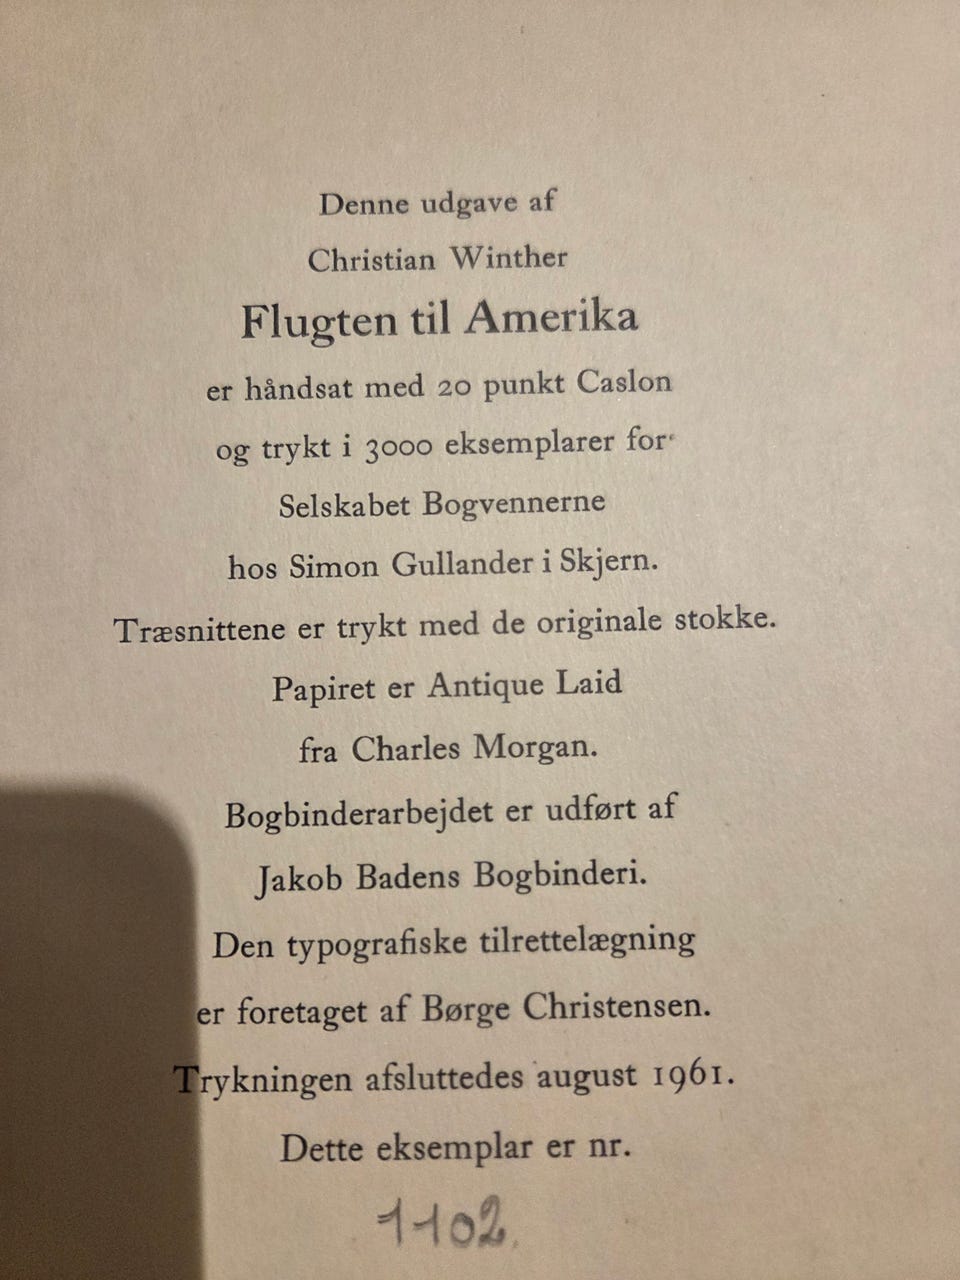 Denne udgave af
Christian Winther
Flugten til Amerika
er håndsat med 20 punkt Caslon
og trykt i 3000 eksemplarer for
Selskabet Bogvennerne
hos Simon Gullander i Skjern.
Træsnittene er trykt med de originale stokke.
Papiret er Antique Laid
fra Charles Morgan.
Bogbinderarbejdet er udført af
Jakob Badens Bogbinderi.
Den typografiske tilrettelægning
er foretaget af Børge Christensen.
Trykningen afsluttedes august 1961.
Dette eksemplar er nr.
1102.